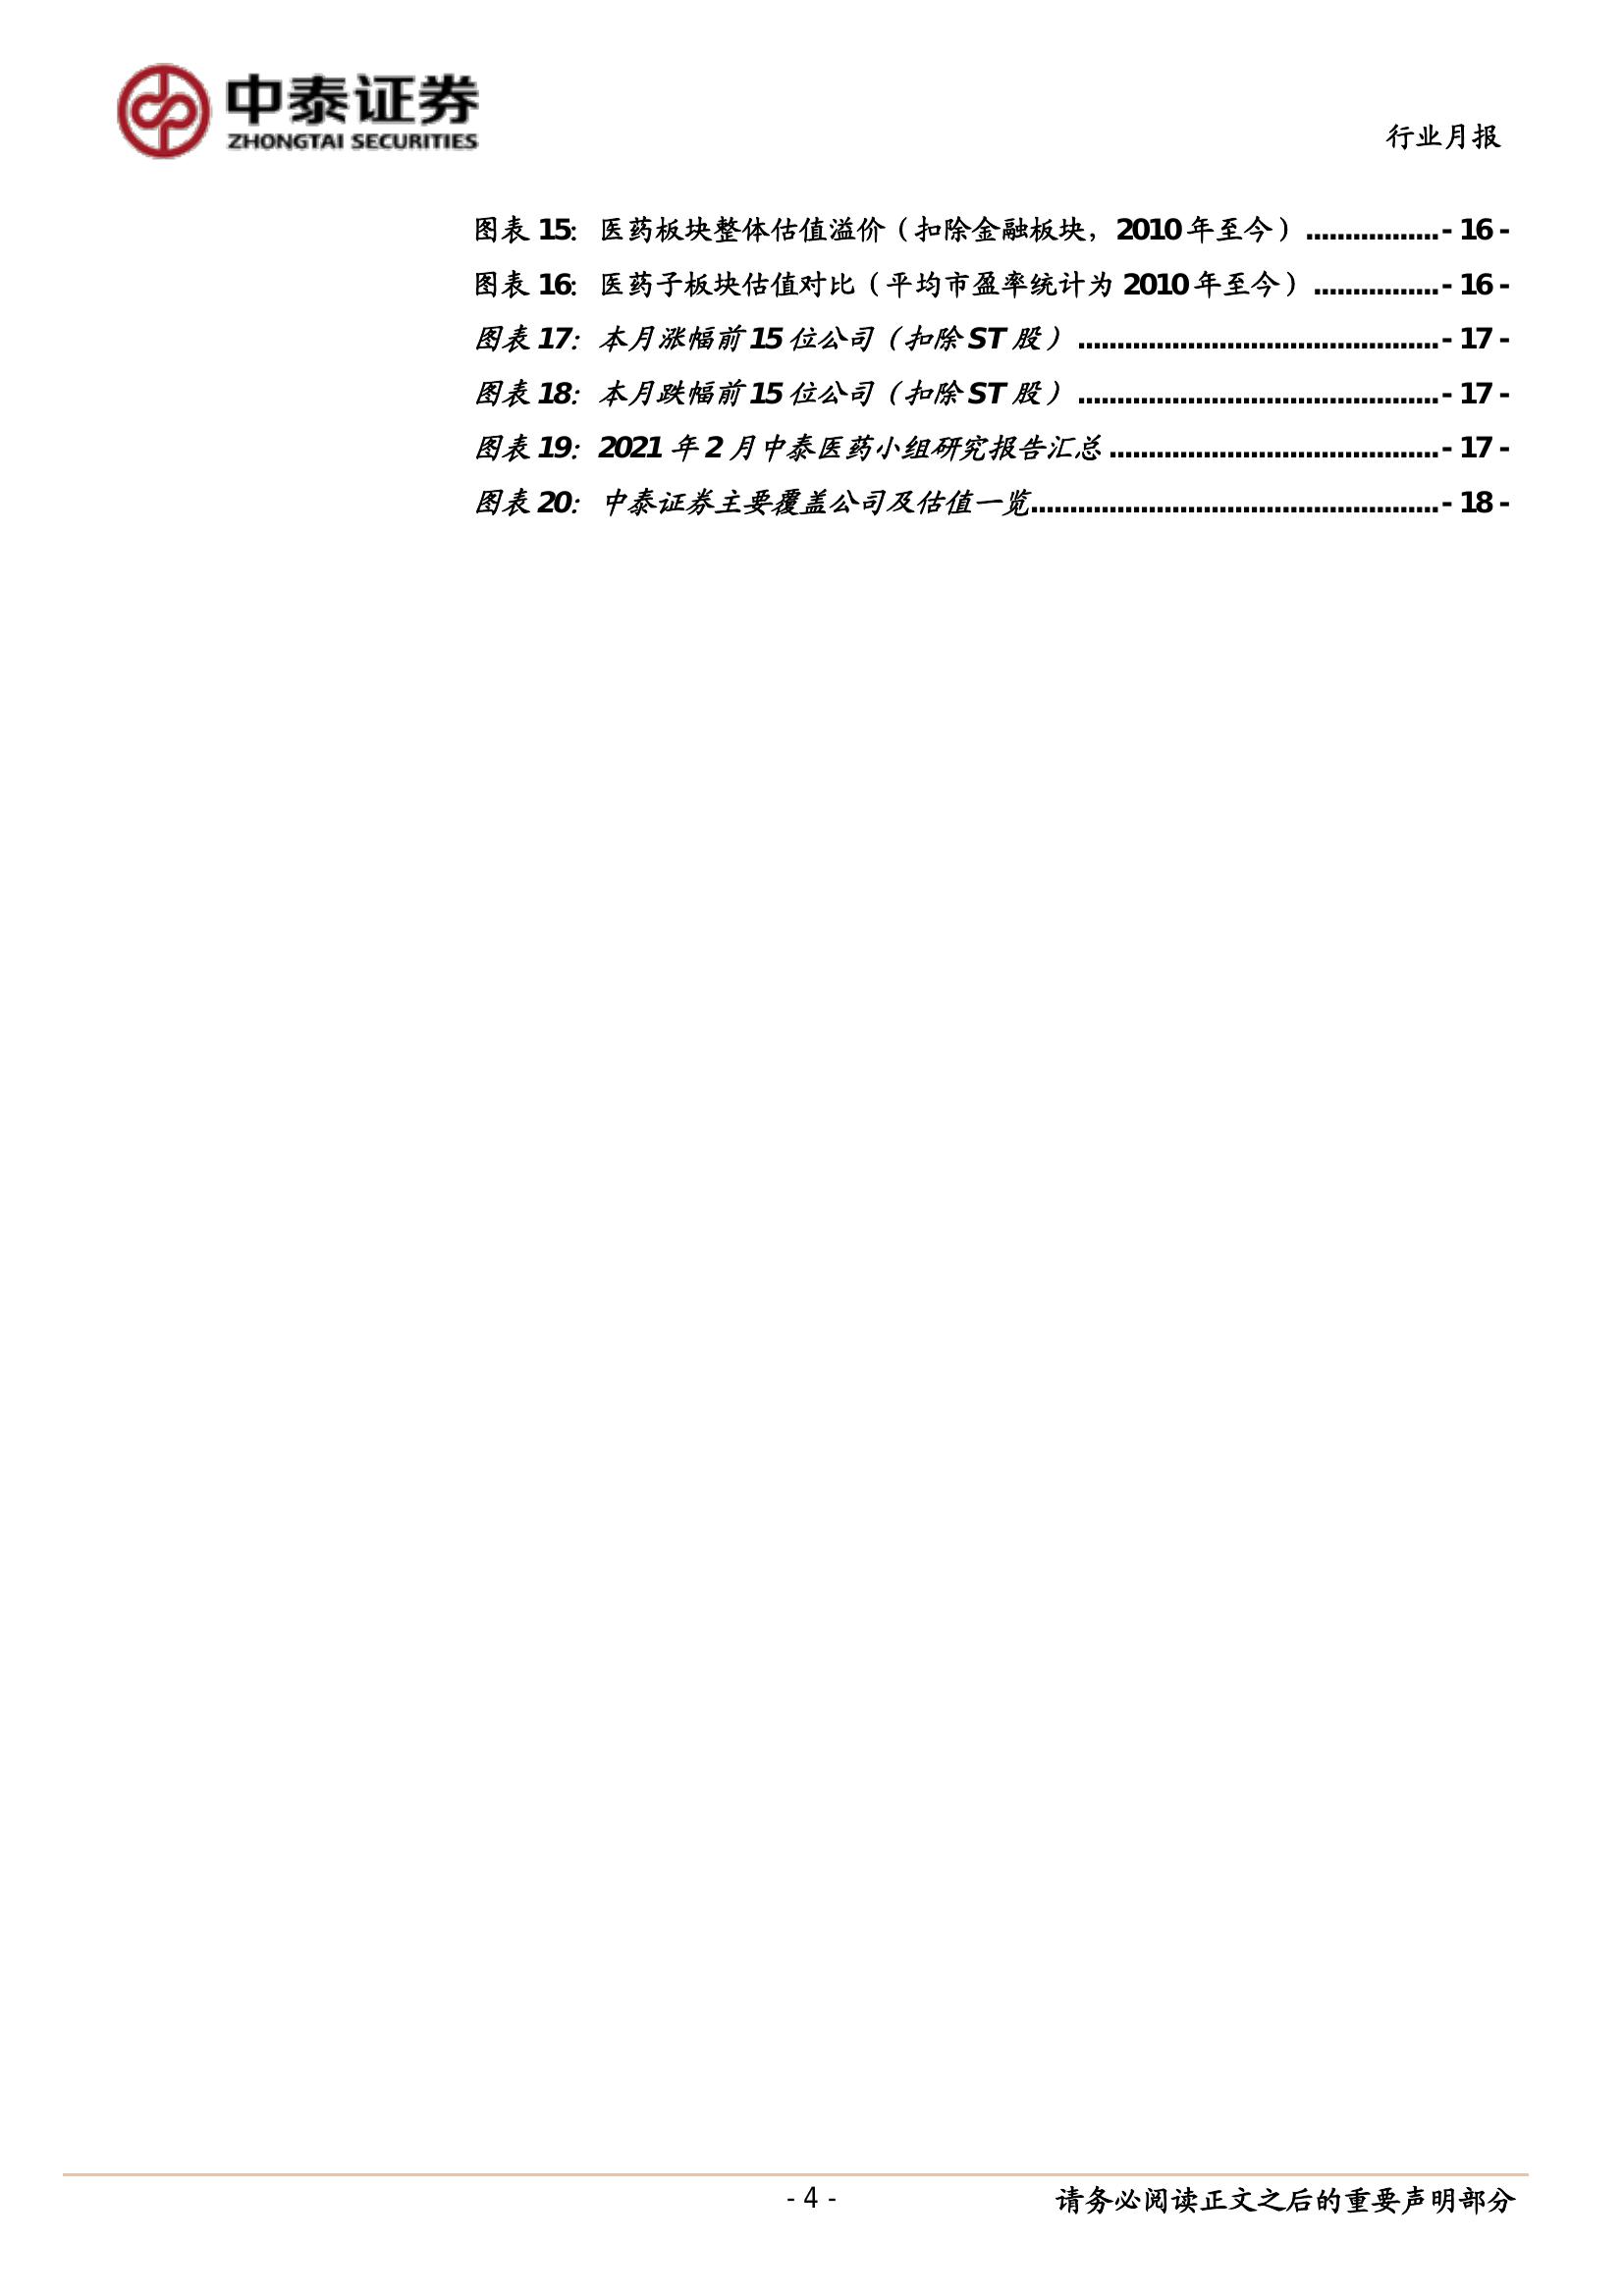 中泰证券
ZHONGTAI SECURITIES
行业月报
图表 15：医药板块整体估值溢价（扣除金融板块，2010 年至今）.................- 16 -
图表 16：医药子板块估值对比（平均市盈率统计为 2010 年至今）................- 16 -
图表 17：本月涨幅前 15 位公司（扣除 ST 股）..............................................- 17 -
图表 18：本月跌幅前 15 位公司（扣除 ST 股）..............................................- 17 -
图表 19：2021 年 2 月中泰医药小组研究报告汇总..........................................- 17 -
图表 20：中泰证券主要覆盖公司及估值一览....................................................- 18 -
- 4 -
请务必阅读正文之后的重要声明部分